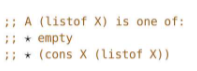 ;; A (listof X) is one of:
;; ★ empty
;; ★ (cons X (listof X))